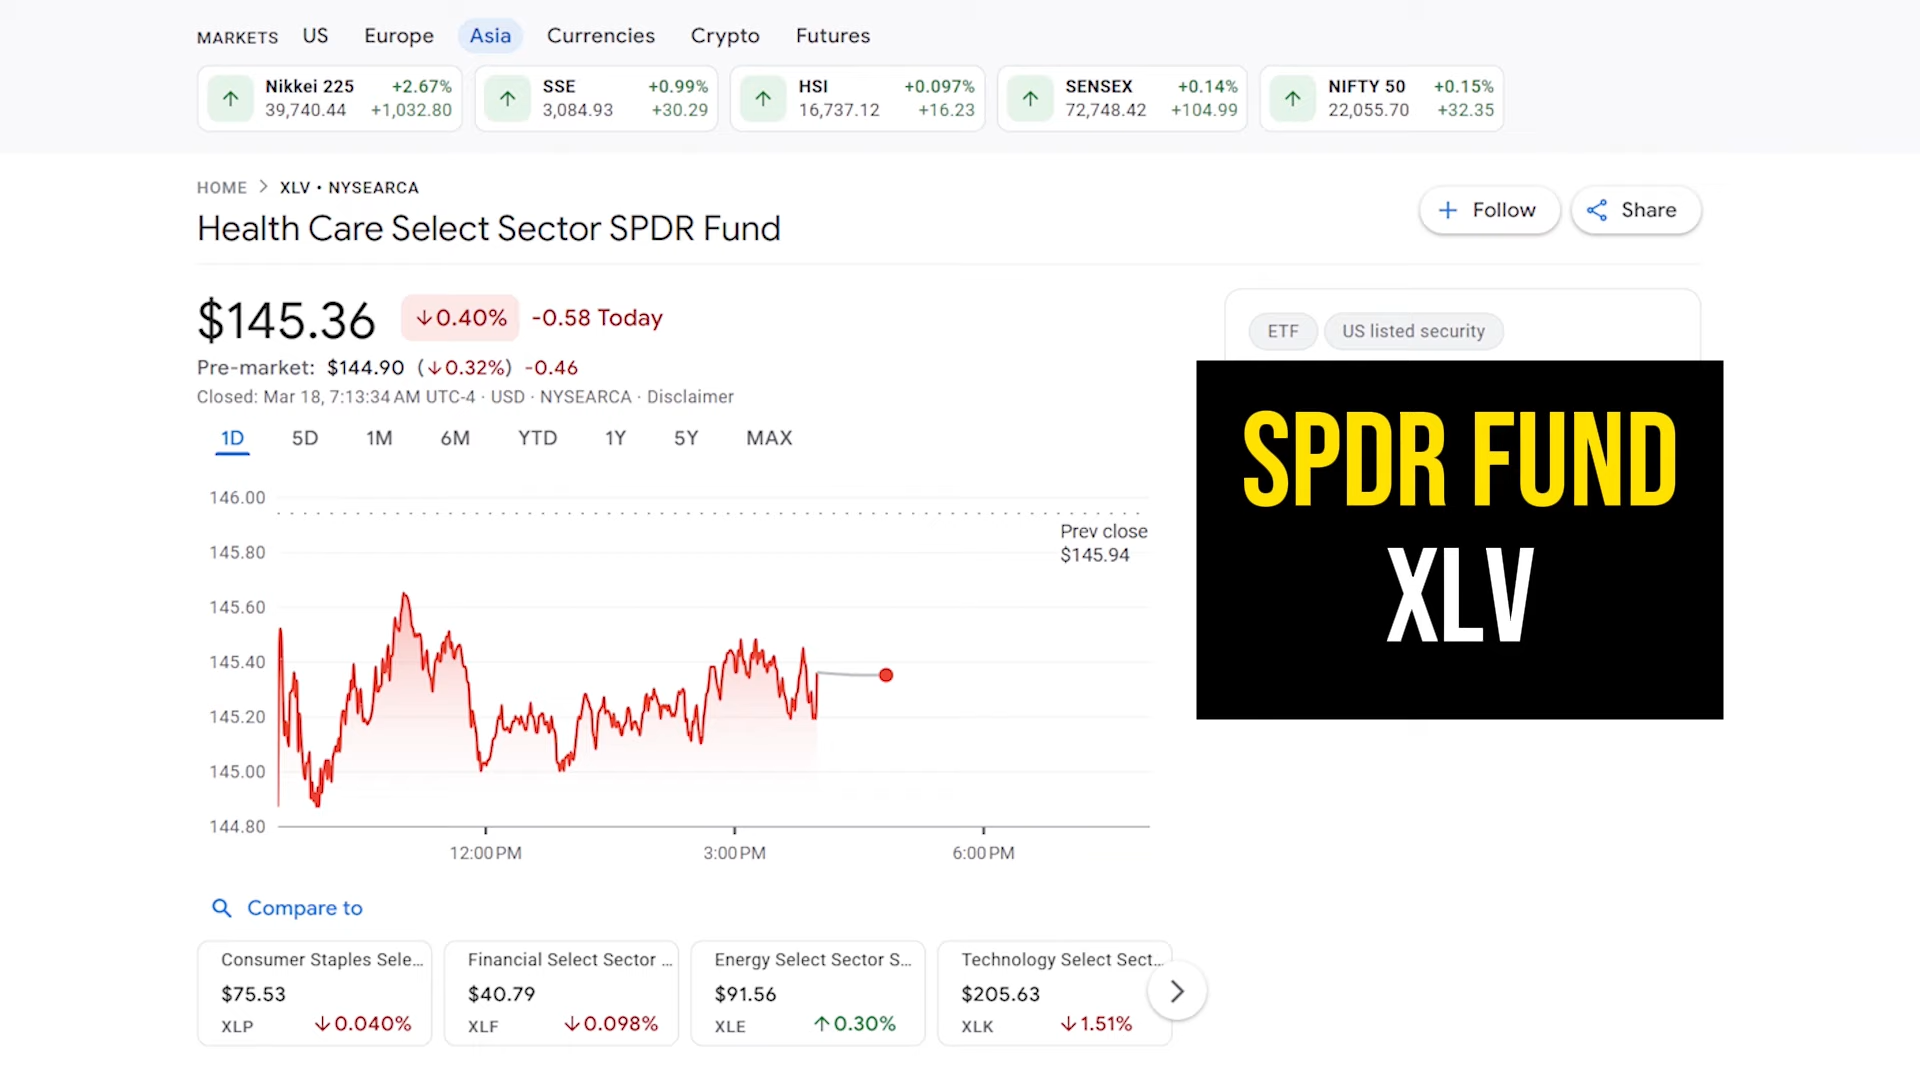 MARKETS US Europe Asia Currencies Crypto Futures
Nikkei 225 +2.67% SSE +0.99% HSI +0.097% SENSEX +0.14% NIFTY 50 +0.15%
39,740.44 +1,032.80 3,084.93 +30.29 16,737.12 +16.23 72,748.42 +104.99 22,055.70 +32.35
HOME > XLV • NYSEARCA
Health Care Select Sector SPDR Fund
+ Follow Share
$145.36 ↓0.40% -0.58 Today
ETF US listed security
Pre-market: $144.90 (↓0.32%) -0.46
Closed: Mar 18, 7:13:34 AM UTC-4 · USD · NYSEARCA · Disclaimer
1D 5D 1M 6M YTD 1Y 5Y MAX
SPDR FUND
XLV
146.00
Prev close
$145.94
145.80
145.60
145.40
145.20
145.00
144.80
12:00 PM 3:00 PM 6:00 PM
Compare to
Consumer Staples Sele... Financial Select Sector ... Energy Select Sector S... Technology Select Sect...
$75.53 $40.79 $91.56 $205.63
XLP ↓0.040% XLF ↓0.098% XLE ↑0.30% XLK ↓1.51%